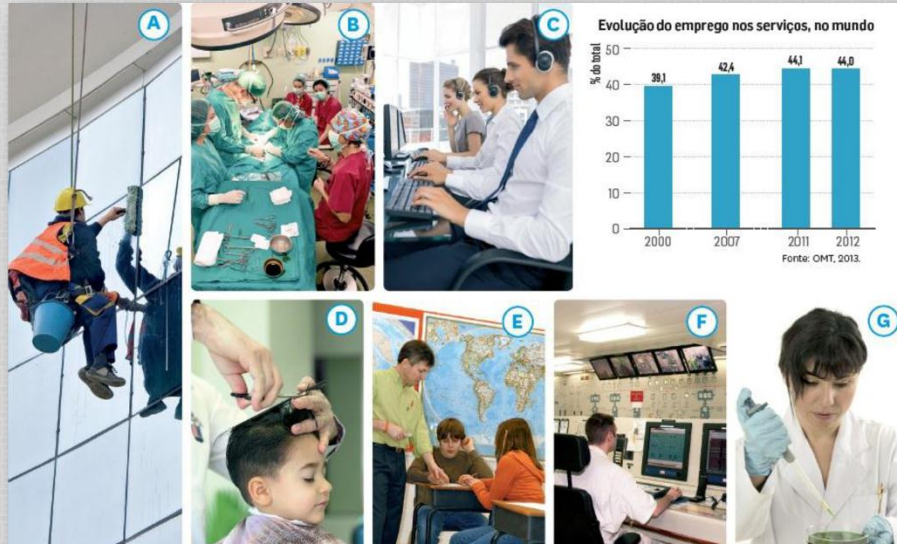 A
B
C
Evolução do emprego nos serviços, no mundo
% do total
50
40
30
20
10
0
39,1
42,4
44,1
44,0
2000
2007
2011
2012
Fonte: OMT, 2013.
D
E
F
G